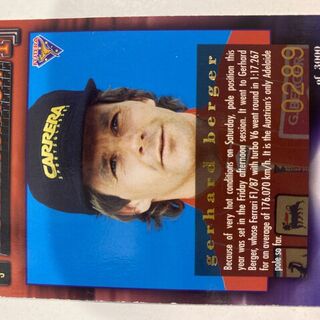 CARRERA
gerhard berger
Because of very hot conditions on Saturday, pole position this
year was set in the Friday afternoon session. It went to Gerhard
Berger, whose Ferrari F1/87 with turbo V6 went round in 1:17.267
for an average of 176.070 km/h. It is the Austrian's only Adelaide
pole so far.
0289
of 3000